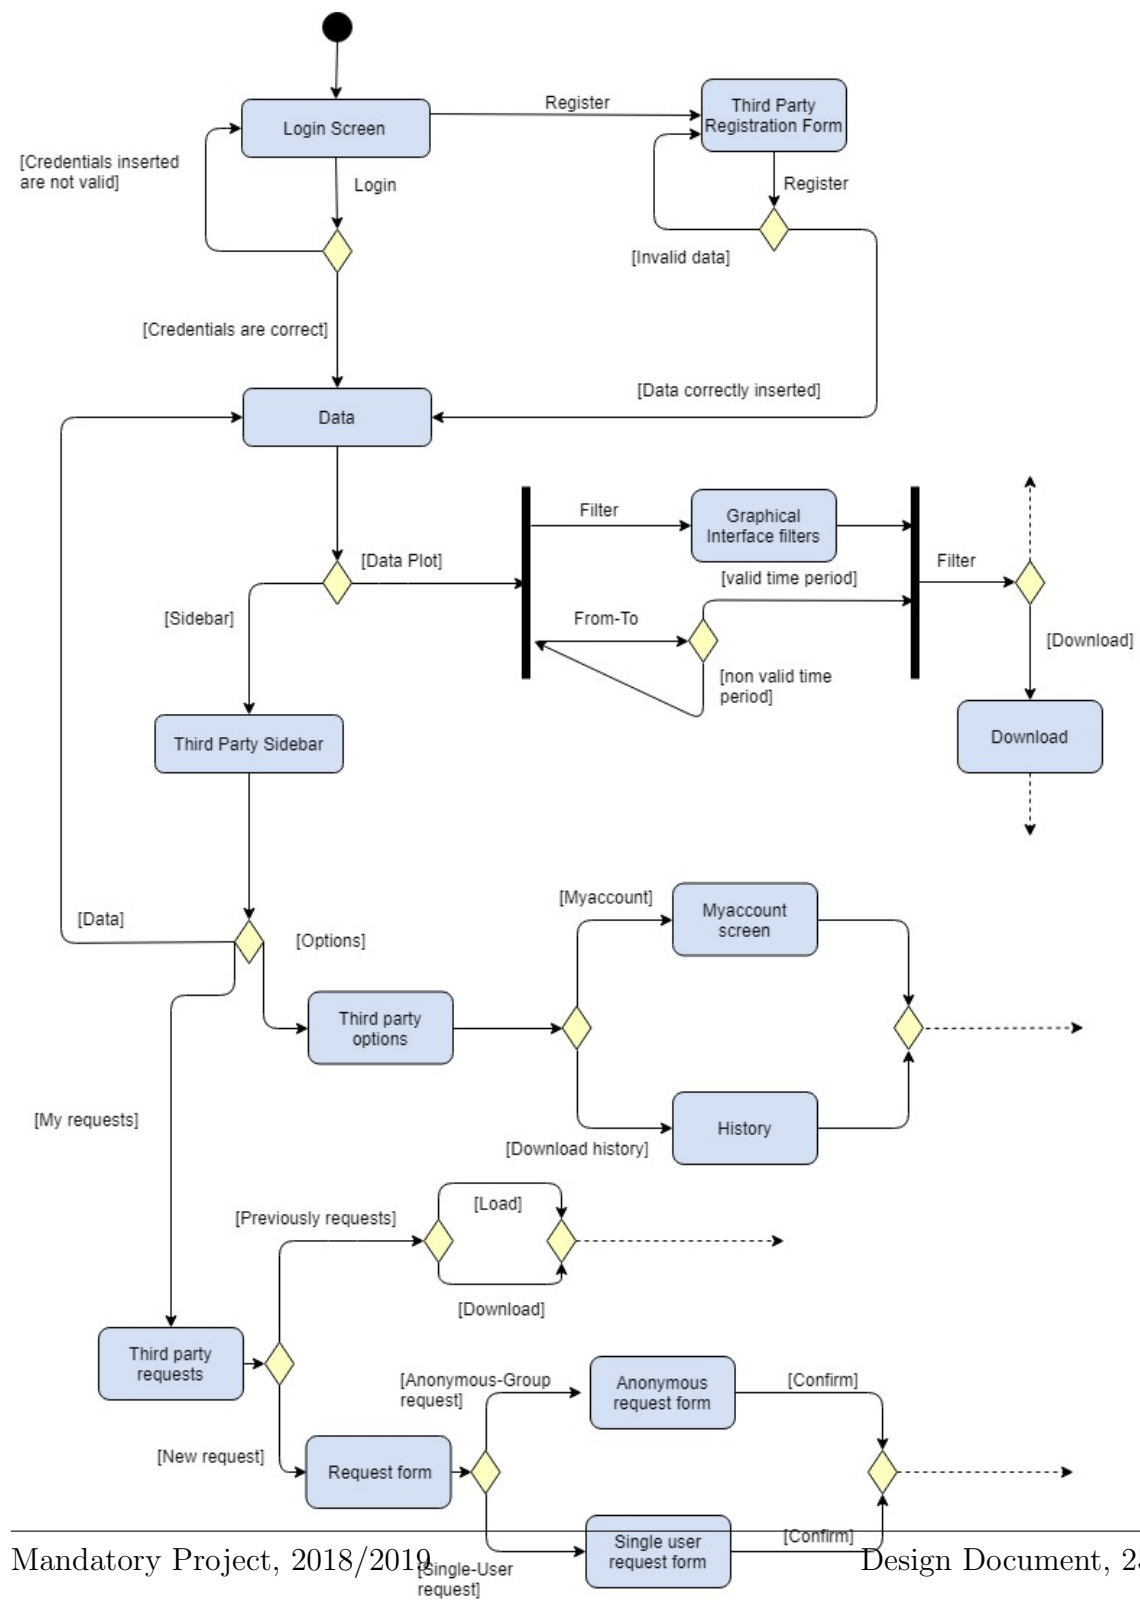 Register
Third Party
Registration Form
Login Screen
[Credentials inserted
are not valid]
Login
Register
[Invalid data]
[Credentials are correct]
[Data correctly inserted]
Data
Filter
Graphical
Interface filters
[Data Plot]
[valid time period]
Filter
[Sidebar]
From-To
[Download]
[non valid time
period]
Third Party Sidebar
Download
[Myaccount]
Myaccount
screen
[Data]
[Options]
Third party
options
[My requests]
History
[Download history]
[Load]
[Previously requests]
[Download]
Third party
requests
[Anonymous-Group
request]
Anonymous
request form
[Confirm]
[New request]
Request form
Single user
request form
[Confirm]
Mandatory Project, 2018/2019
Design Document,
[Single-User
request]